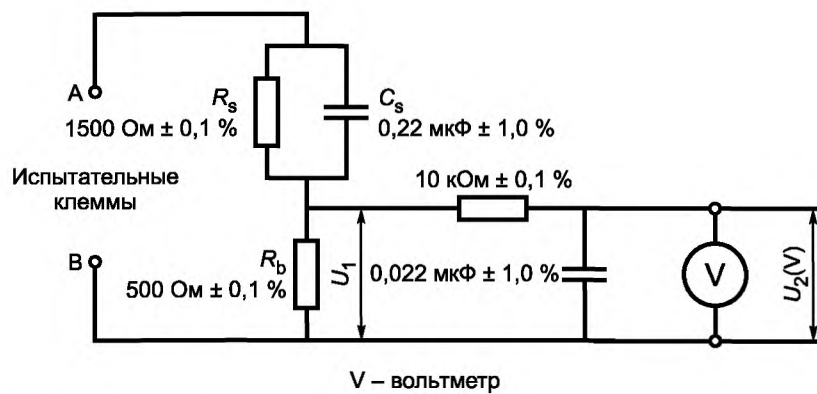 A
R_s
1500 Ом ± 0,1 %
C_s
0,22 мкФ ± 1,0 %
Испытательные
клеммы
10 кОм ± 0,1 %
B
R_b
500 Ом ± 0,1 %
U_1
0,022 мкФ ± 1,0 %
V
U_2(V)
V – вольтметр